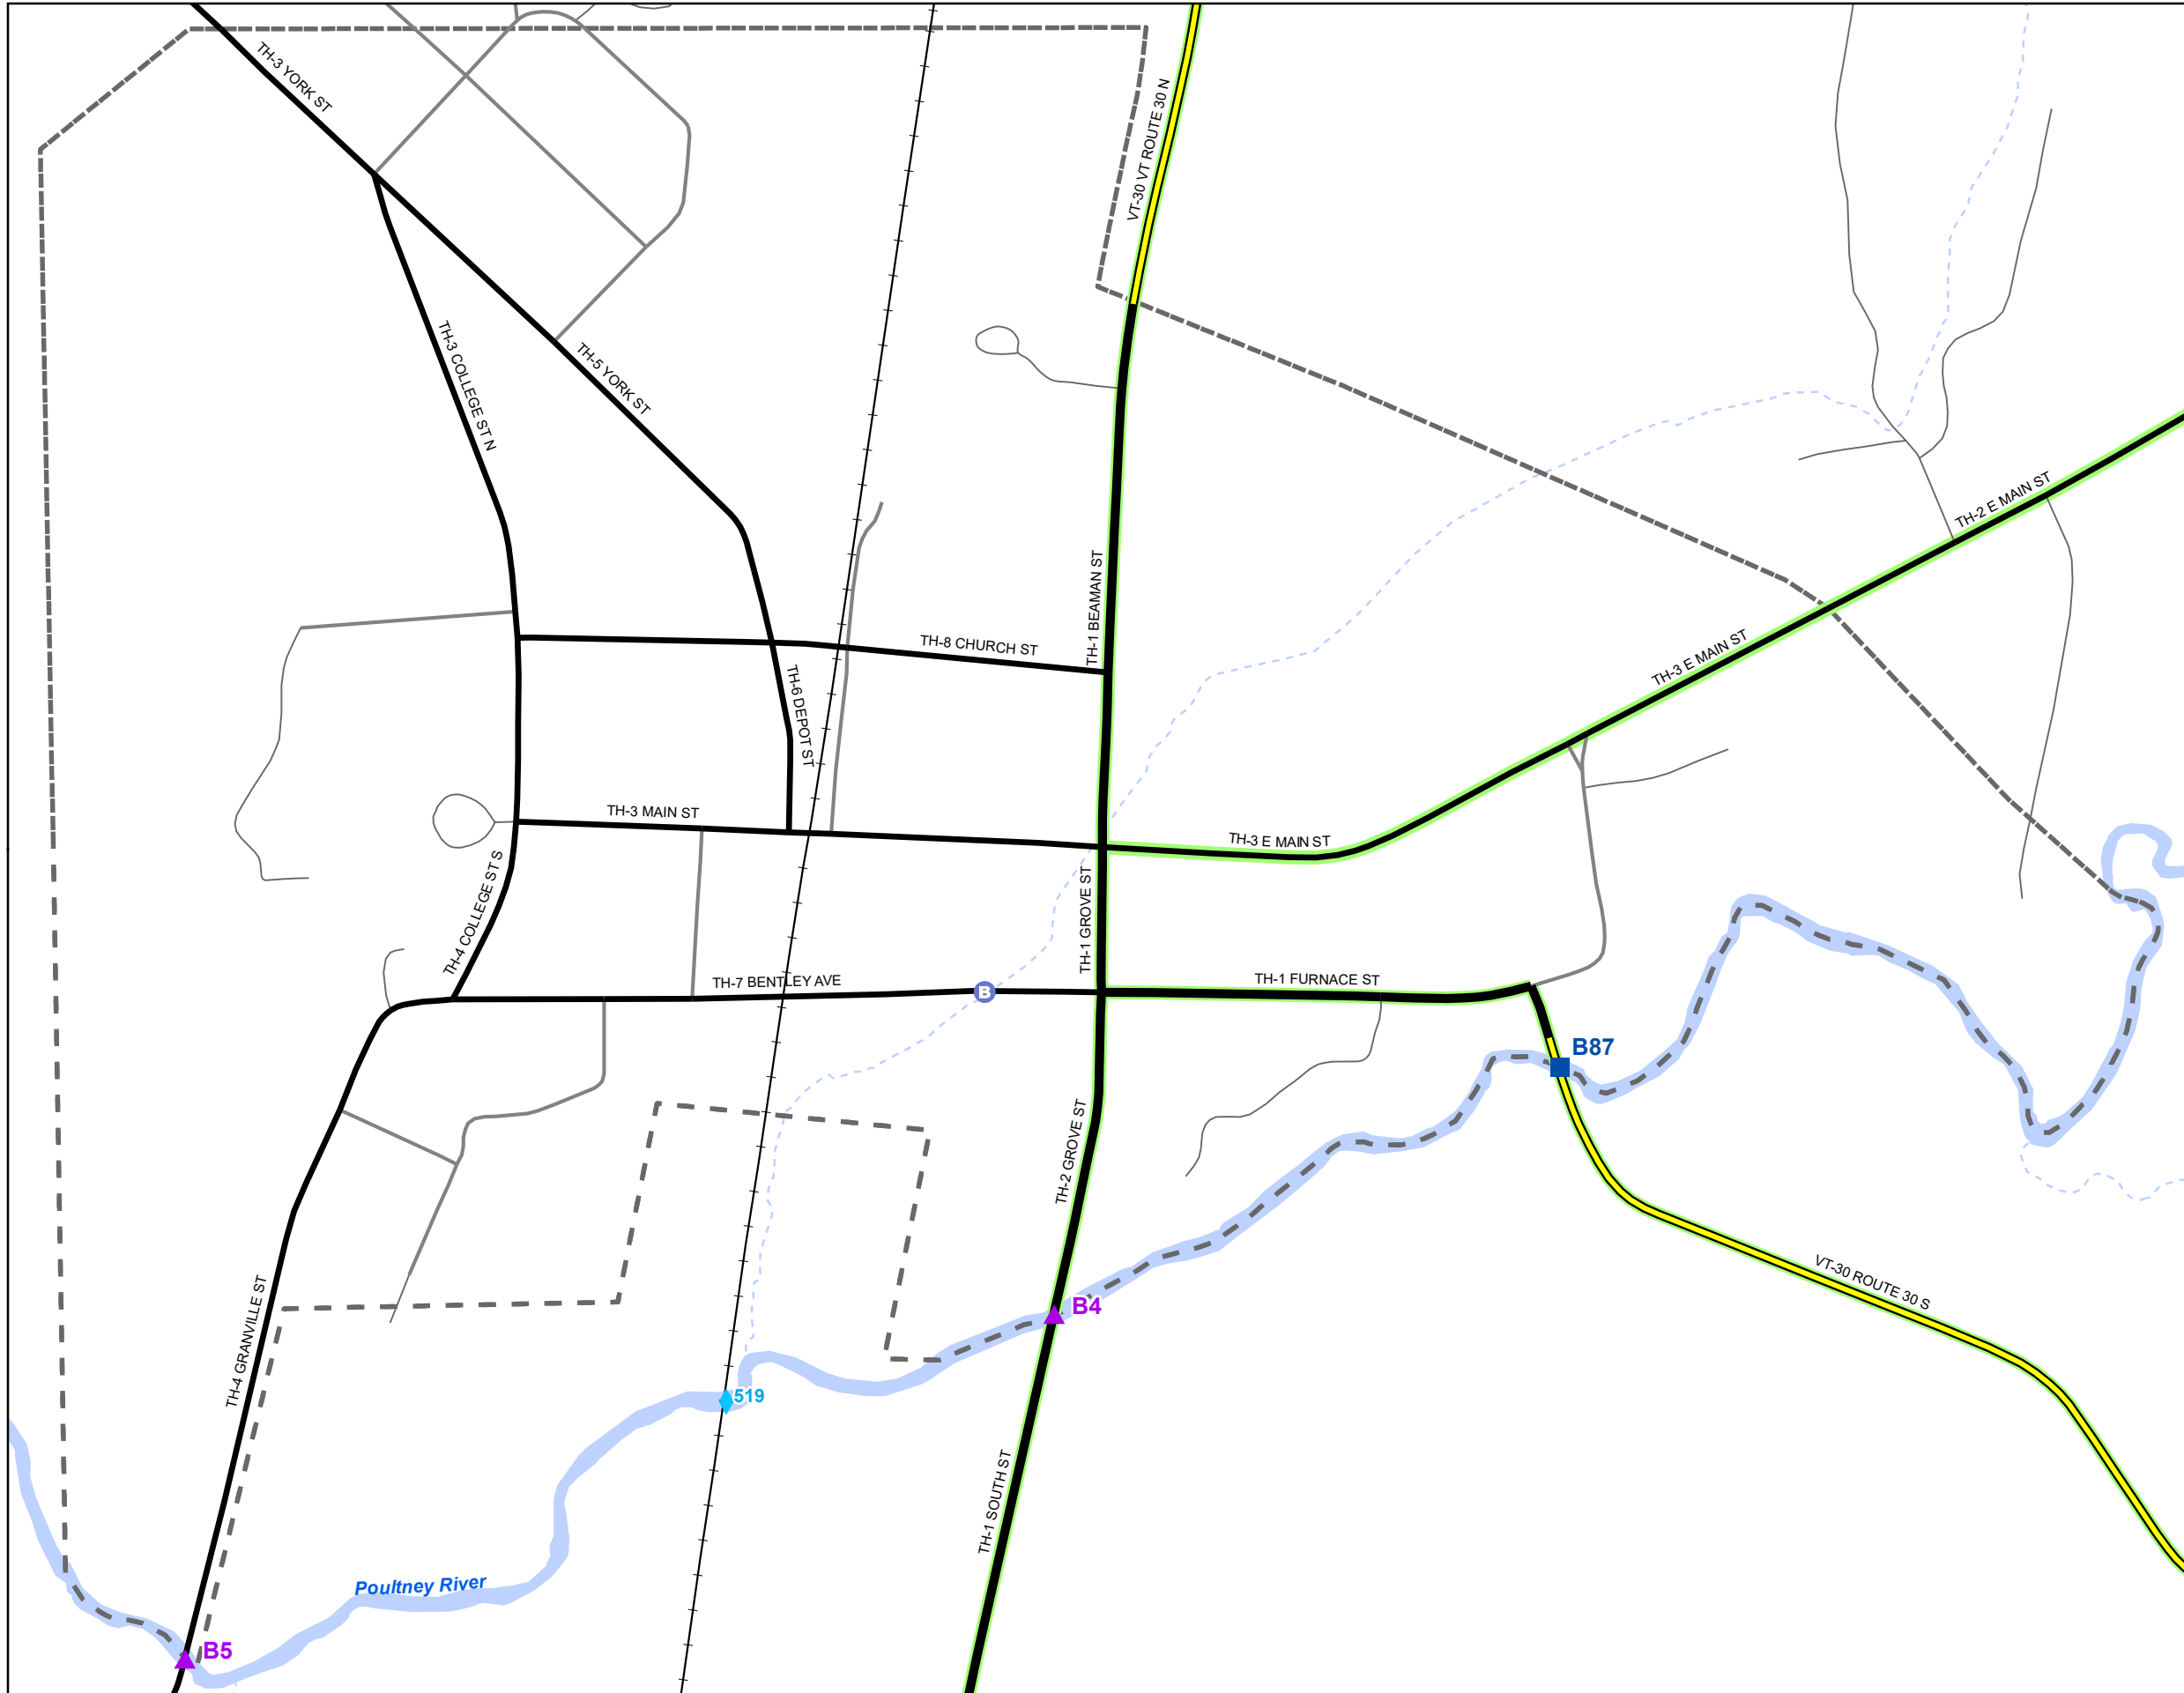 TH-3 YORK ST
VT-30 VT ROUTE 30 N
TH-3 COLLEGE ST N
TH-5 YORK ST
TH-2 E MAIN ST
TH-1 BEAMAN ST
TH-8 CHURCH ST
TH-3 E MAIN ST
TH-6 DEPOT ST
TH-3 MAIN ST
TH-3 E MAIN ST
TH-4 COLLEGE ST S
TH-1 GROVE ST
TH-7 BENTLEY AVE
B
TH-1 FURNACE ST
B87
TH-2 GROVE ST
VT-30 ROUTE 30 S
B4
TH-4 GRANVILLE ST
519
TH-1 SOUTH ST
Poultney River
B5